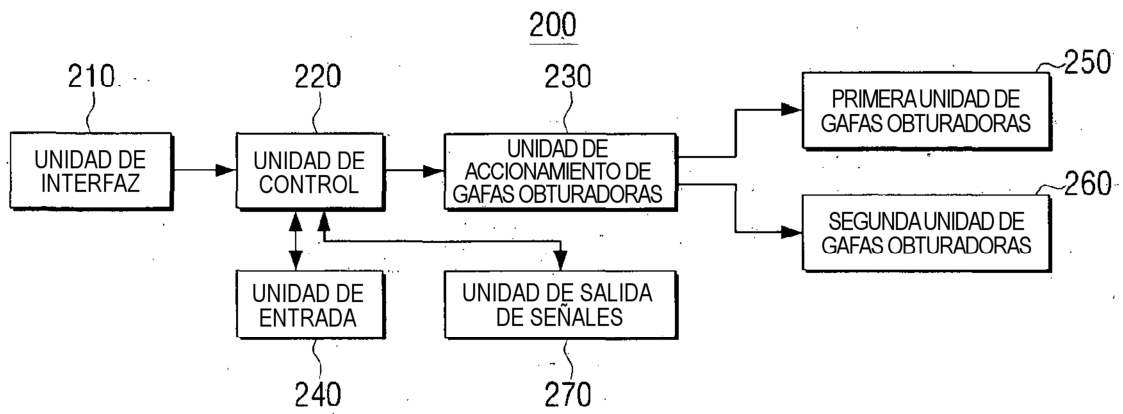 200
210
220
230
250
UNIDAD DE
INTERFAZ
UNIDAD DE
CONTROL
UNIDAD DE
ACCIONAMIENTO DE
GAFAS OBTURADORAS
PRIMERA UNIDAD DE
GAFAS OBTURADORAS
260
SEGUNDA UNIDAD DE
GAFAS OBTURADORAS
UNIDAD DE
ENTRADA
UNIDAD DE SALIDA
DE SEÑALES
240
270